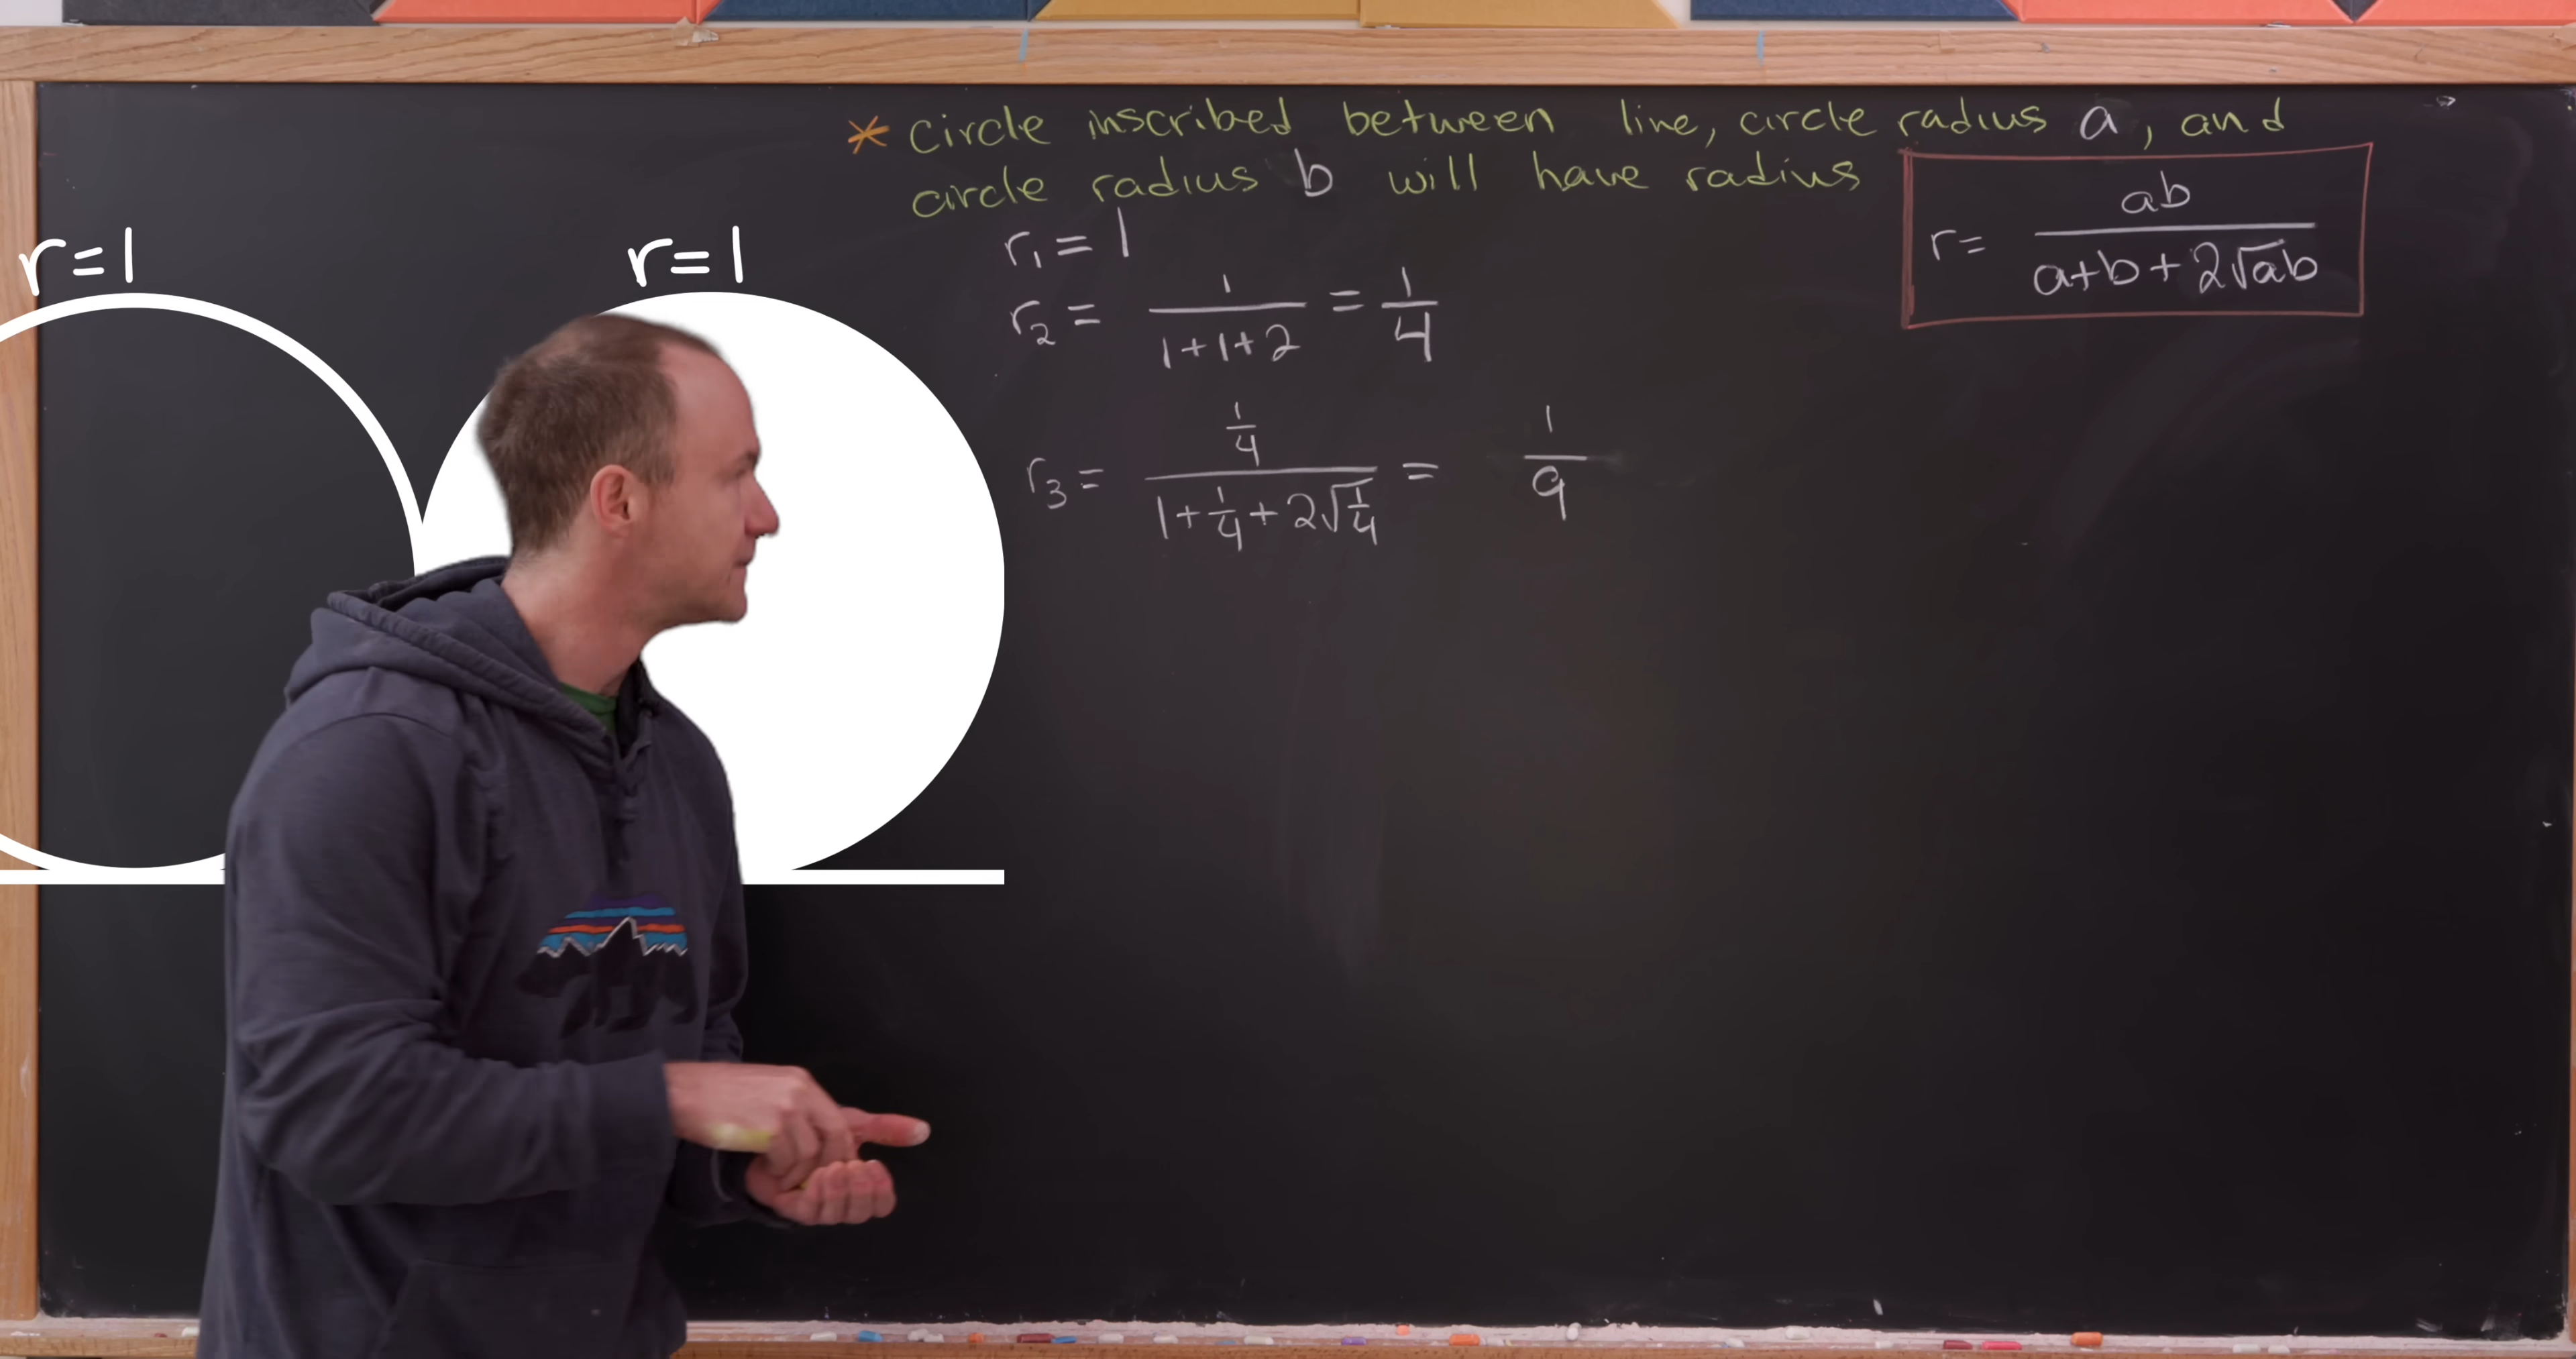 * Circle inscribed between line, circle radius a, and
circle radius b will have radius
r = ab / (a+b+2√ab)
r=1
r=1
r₁ = 1
r₂ = 1 / (1+1+2) = 1/4
r₃ = (1/4) / (1+1/4+2√(1/4)) = 1/9